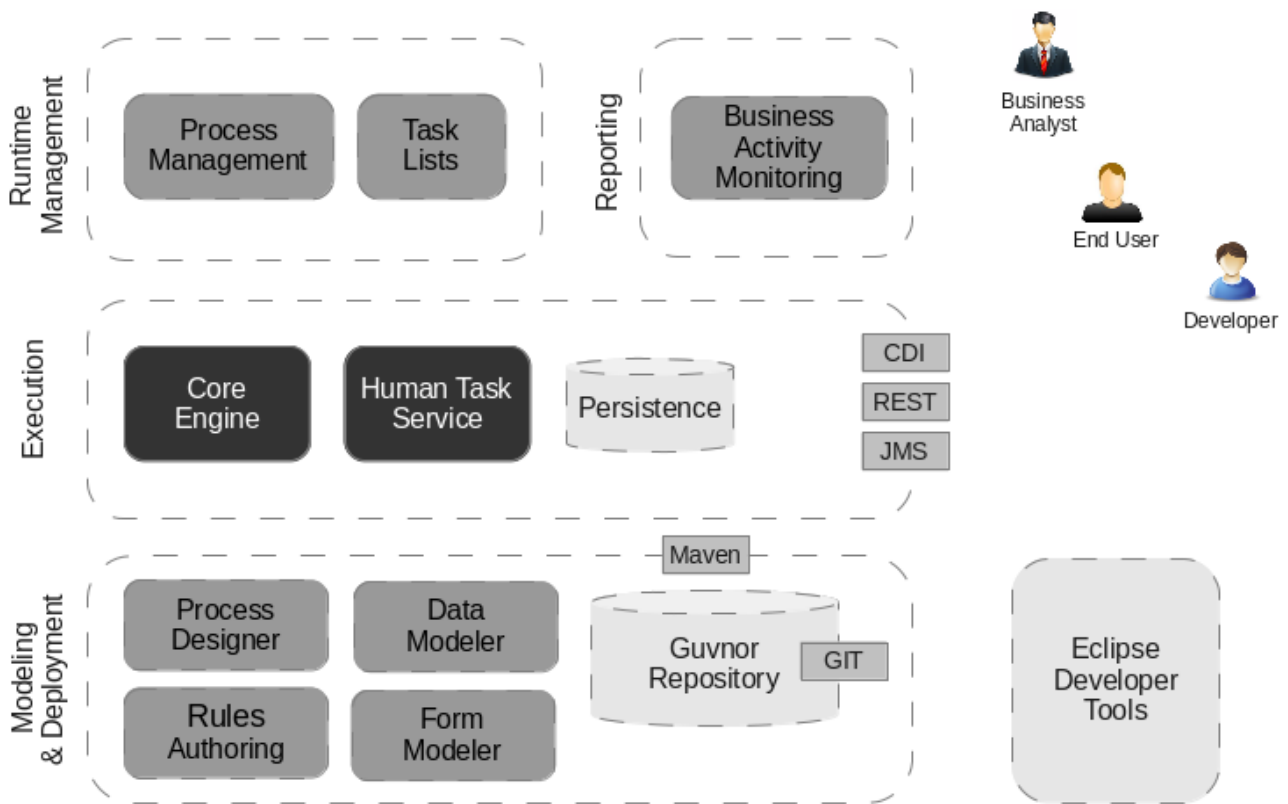 Runtime
Management
Process
Management
Task
Lists
Reporting
Business
Activity
Monitoring
Business
Analyst
End User
Developer
Execution
Core
Engine
Human Task
Service
Persistence
CDI
REST
JMS
Modeling
& Deployment
Process
Designer
Data
Modeler
Rules
Authoring
Form
Modeler
Maven
Guvnor
Repository
GIT
Eclipse
Developer
Tools